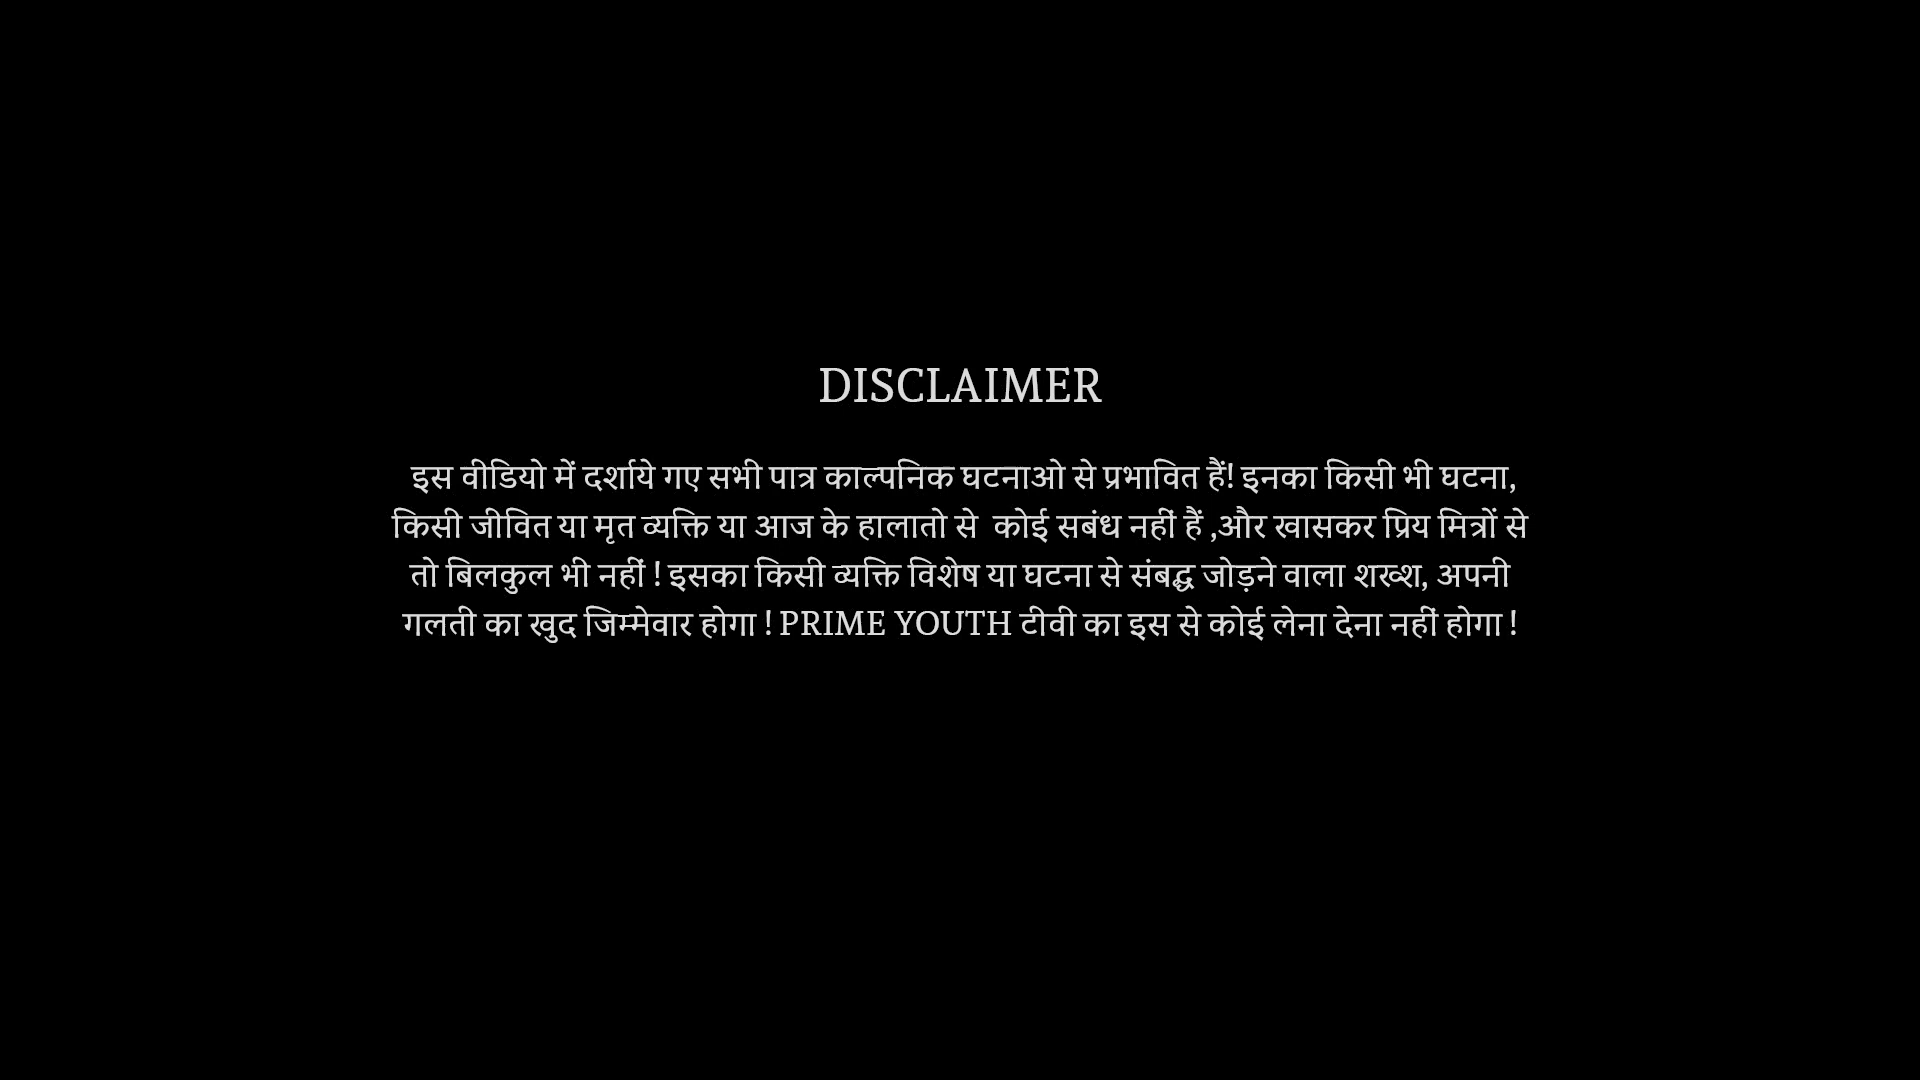 DISCLAIMER
इस वीडियो में दर्शाये गए सभी पात्र काल्पनिक घटनाओ से प्रभावित हैं! इनका किसी भी घटना,
किसी जीवित या मृत व्यक्ति या आज के हालातो से  कोई सबंध नहीं हैं ,और खासकर प्रिय मित्रों से
तो बिलकुल भी नहीं ! इसका किसी व्यक्ति विशेष या घटना से संबद्ध जोड़ने वाला शख्श, अपनी
गलती का खुद जिम्मेवार होगा ! PRIME YOUTH टीवी का इस से कोई लेना देना नहीं होगा !